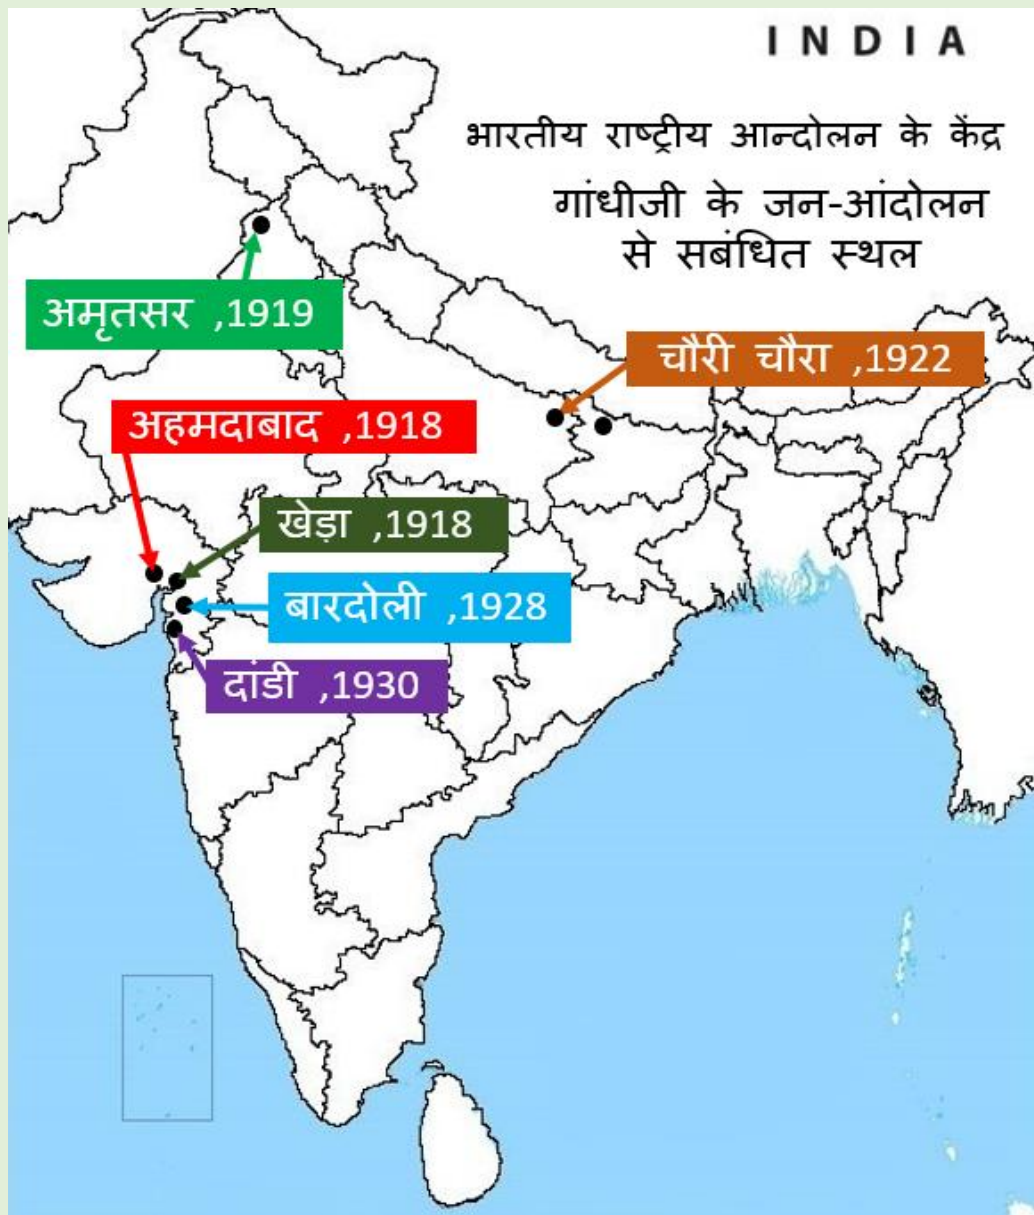 INDIA
भारतीय राष्ट्रीय आन्दोलन के केंद्र
गांधीजी के जन-आंदोलन
से सबंधित स्थल
अमृतसर ,1919
चौरी चौरा ,1922
अहमदाबाद ,1918
खेड़ा ,1918
बारदोली ,1928
दांडी ,1930